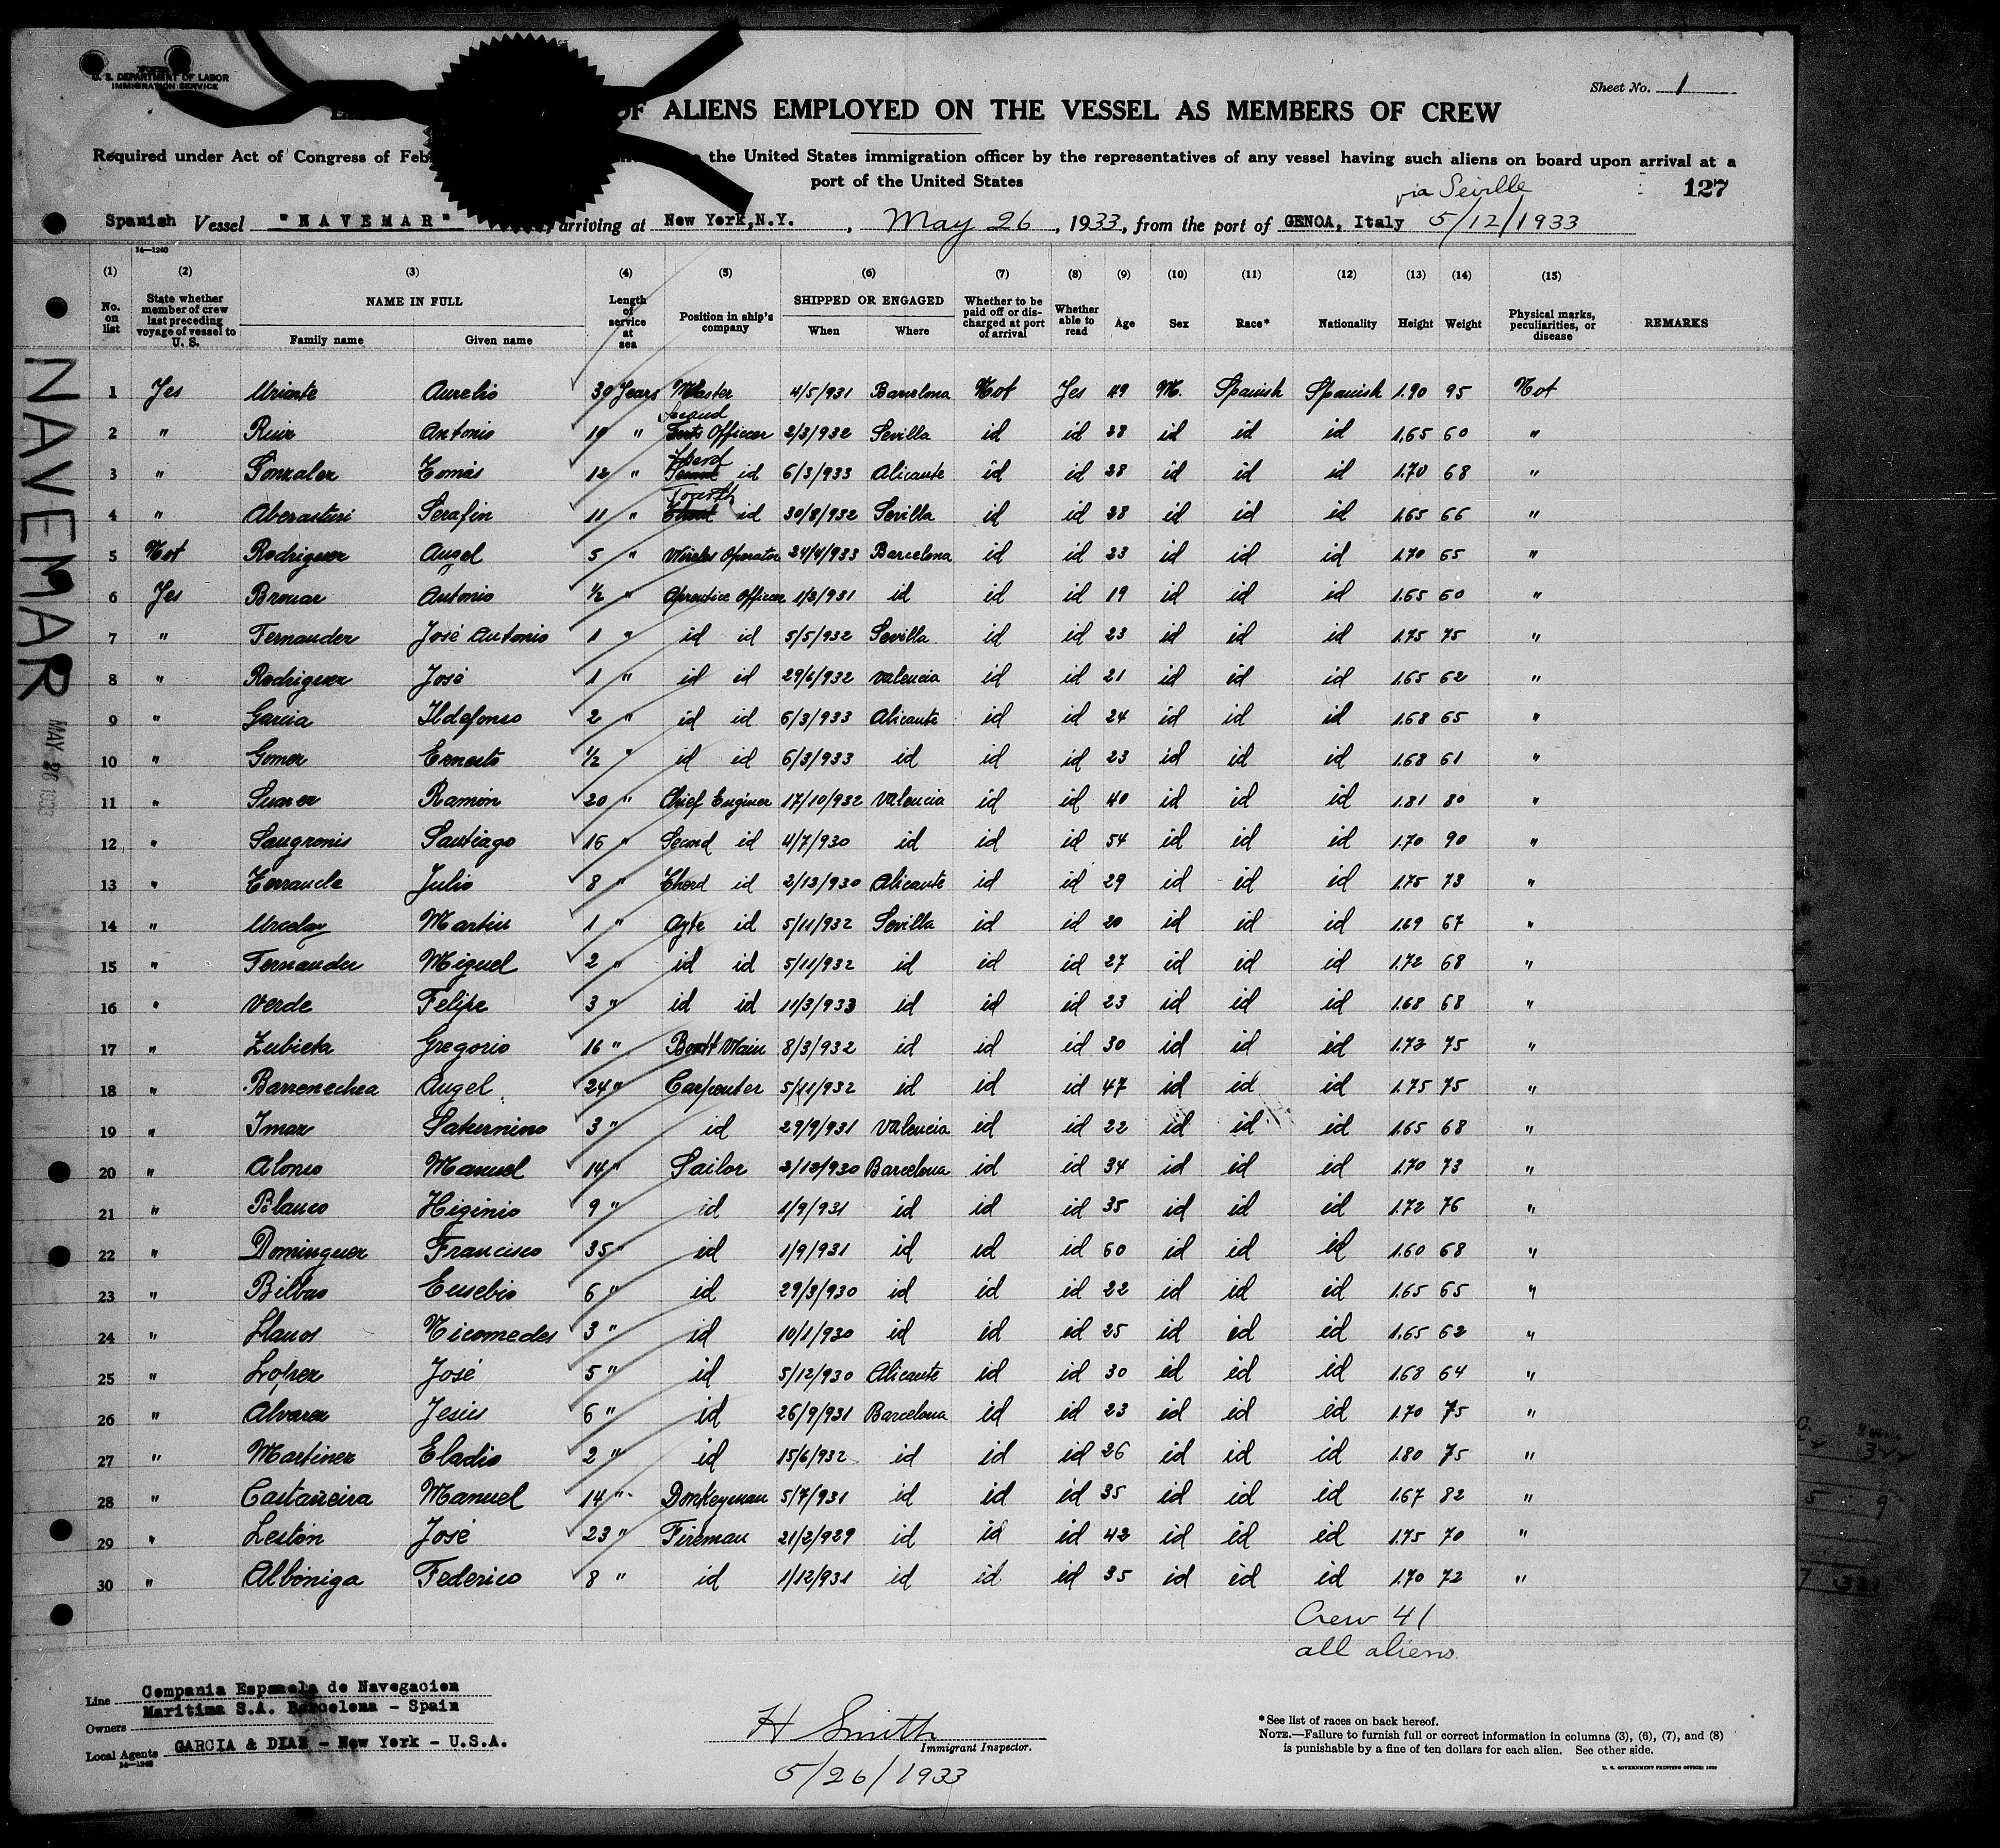 U. S. DEPARTMENT OF LABOR
IMMIGRATION SERVICE
Sheet No. 1
OF ALIENS EMPLOYED ON THE VESSEL AS MEMBERS OF CREW
Required under Act of Congress of Feb the United States immigration officer by the representatives of any vessel having such aliens on board upon arrival at a
port of the United States
via Seville
127
Spanish Vessel "NAVEMAR" arriving at New York, N.Y., May 26, 1933, from the port of GENOA, Italy 5/12/1933
14—1240
(1) (2) (3) (4) (5) (6) (7) (8) (9) (10) (11) (12) (13) (14) (15)
No. on list
State whether member of crew last preceding voyage of vessel to U. S.
NAME IN FULL
Family name Given name
Length of service at sea
Position in ship's company
SHIPPED OR ENGAGED
When Where
Whether to be paid off or discharged at port of arrival
Whether able to read
Age Sex Race* Nationality Height Weight
Physical marks, peculiarities, or disease
REMARKS
1 Yes Uriarte Aurelio 30 Years Master 4/5/931 Barcelona Not Yes 49 M. Spanish Spanish 1.90 95 Not
2 " Ruiz Antonio 10 " Second Officer 2/3/932 Sevilla id id 28 id id id 1,65 60 "
3 " Gonzalez Tomás 12 " id 6/3/933 Alicante id id 38 id id id 1.70 68 "
4 " Aberasturi Serafin 11 " Fourth id 30/8/932 Sevilla id id 38 id id id 1.65 66 "
5 Not Rodriguez Angel 5 " Wireles Operator 24/4/933 Barcelona id id 23 id id id 1.70 65 "
6 Yes Brouar Antonio 1/2 " Aprentice Officer 1/3/931 id id id 19 id id id 1.65 60 "
7 " Fernandez José Antonio 1 " id id 5/5/932 Sevilla id id 23 id id id 1.75 75 "
8 " Rodriguez José 1 " id id 29/6/932 Valencia id id 21 id id id 1.65 62 "
9 " Garcia Ildefonso 2 " id id 6/3/933 Alicante id id 24 id id id 1.68 65 "
10 " Gomez Ernesto 1/2 " id id 6/3/933 id id id 23 id id id 1.68 61 "
11 " Suner Ramón 20 " Chief Enginer 17/10/932 Valencia id id 40 id id id 1.81 80 "
12 " Sangronis Santiago 16 " Second id 4/7/930 id id id 54 id id id 1.70 90 "
13 " Julio 8 " Therd id 2/12/930 Alicante id id 29 id id id 1.75 73 "
14 " Martin 1 " Ayte id 5/11/932 Sevilla id id 20 id id id 1.69 67 "
15 " Fernandez Miguel 2 " id id 5/11/932 id id id 27 id id id 1.72 68 "
16 " Verde Felipe 3 " id id 11/3/933 id id id 23 id id id 1.68 68 "
17 " Zubieta Gregorio 16 " 8/3/932 id id id 30 id id id 1.72 75 "
18 " Barrenechea Angel 24 " Carpenter 5/11/932 id id id 47 id id id 1.75 75 "
19 " Imaz Saturnino 3 " id 29/9/931 Valencia id id 22 id id id 1.65 68 "
20 " Alonso Manuel 14 " Sailor 2/12/930 Barcelona id id 34 id id id 1.70 73 "
21 " Blanco Higinio 9 " id 1/9/931 id id id 35 id id id 1.72 76 "
22 " Dominguez Francisco 35 " id 1/9/931 id id id 60 id id id 1.60 68 "
23 " Bilbao Eusebio 6 " id 29/3/930 id id id 22 id id id 1.65 65 "
24 " Llanos Nicomedes 3 " id 10/1/930 id id id 25 id id id 1.65 62 "
25 " Lopez José 5 " id 5/12/930 Alicante id id 30 id id id 1.68 64 "
26 " Alvarez Jesús 6 " id 26/9/931 Barcelona id id 23 id id id 1.70 75 "
27 " Martinez Eladio 2 " id 15/6/932 id id id 26 id id id 1.80 75 "
28 " Castañeira Manuel 14 " Donkeyman 5/7/931 id id id 35 id id id 1.67 82 "
29 " Lestón José 23 " Fireman 21/2/929 id id id 42 id id id 1.75 70 "
30 " Albóniga Federico 8 " id 1/12/931 id id id 35 id id id 1.70 72 "
Crew 41
all aliens
NAVEMAR
MAY 26 1933
Line Compania Espanola de Navegacion
Maritima S.A. Barcelona - Spain
Owners
Local Agents GARCIA & DIAZ - New York - U.S.A.
14—1240
H Smith
Immigrant Inspector.
5/26/1933
*See list of races on back hereof.
NOTE.—Failure to furnish full or correct information in columns (3), (6), (7), and (8)
is punishable by a fine of ten dollars for each alien. See other side.
U. S. GOVERNMENT PRINTING OFFICE